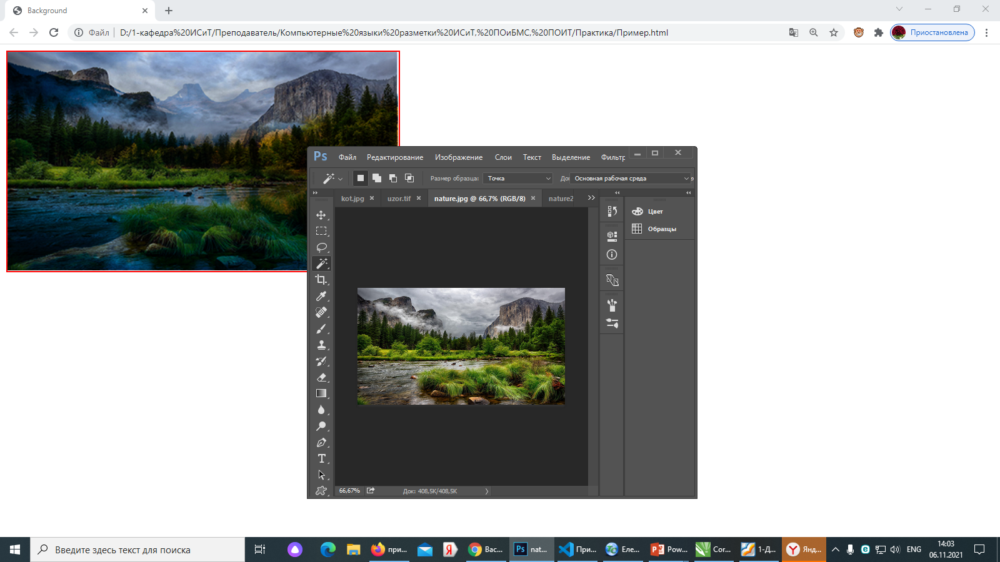 Background
Файл
D:/1-кафедра%20ИСиТ/Преподаватель/Компьютерные%20языки%20разметки%20ИСиТ,%20ПОиБМС,%20ПОИТ/Практика/Пример.html
Приостановлена
Ps Файл Редактирование Изображение Слои Текст Выделение Фильтр
Размер образца: Точка Основная рабочая среда
kot.jpg uzor.tif nature.jpg @ 66,7% (RGB/8) nature2
Цвет
Образцы
66,67% Док: 408,5K/408,5K
Введите здесь текст для поиска
при... Bac... nat... При... Еле... Pow... Cor... 1-Д... Янд...
ENG
14:03
06.11.2021